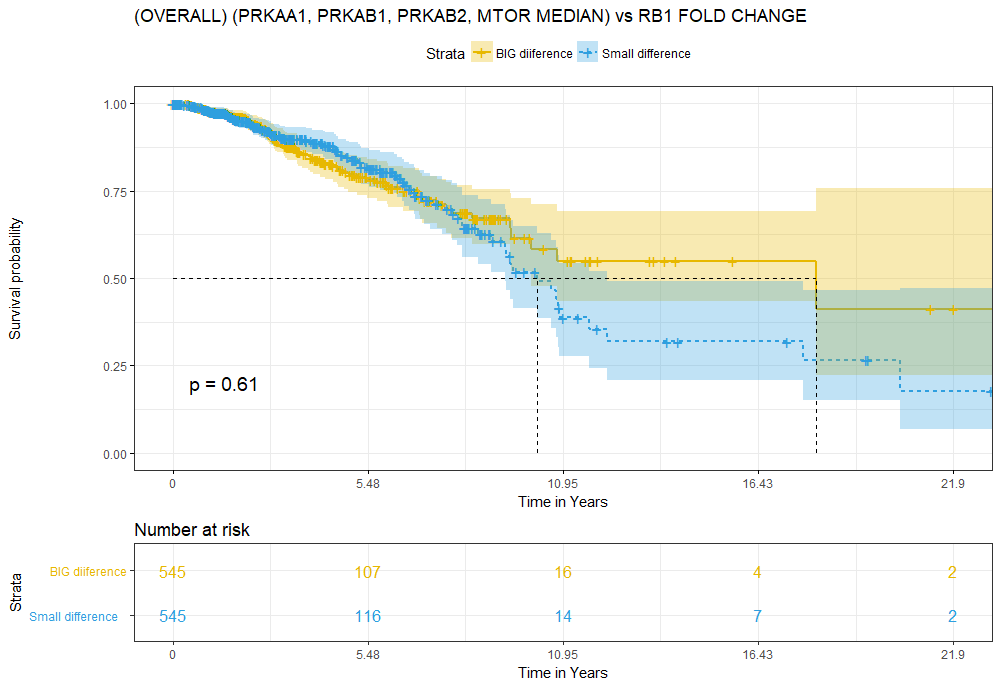 (OVERALL) (PRKAA1, PRKAB1, PRKAB2, MTOR MEDIAN) vs RB1 FOLD CHANGE
Strata BIG diifference Small difference
Survival probability
1.00
0.75
0.50
0.25
0.00
p = 0.61
0 5.48 10.95 16.43 21.9
Time in Years
Number at risk
Strata
BIG diifference 545 107 16 4 2
Small difference 545 116 14 7 2
0 5.48 10.95 16.43 21.9
Time in Years